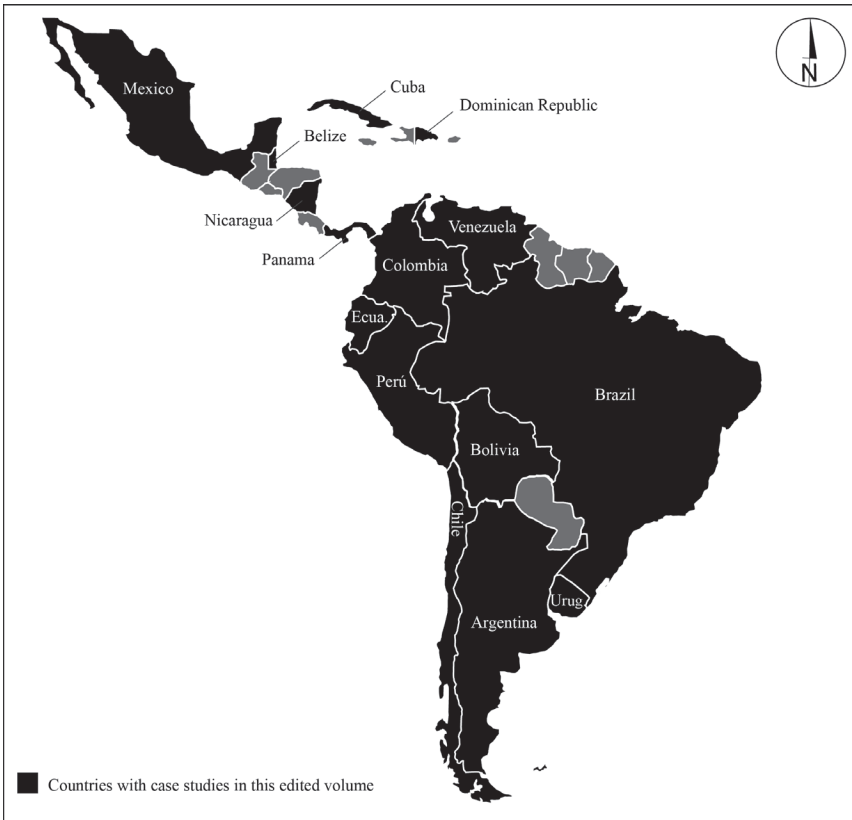 N
Mexico
Cuba
Dominican Republic
Belize
Nicaragua
Panama
Venezuela
Colombia
Ecua.
Perú
Brazil
Bolivia
Chile
Urug.
Argentina
Countries with case studies in this edited volume